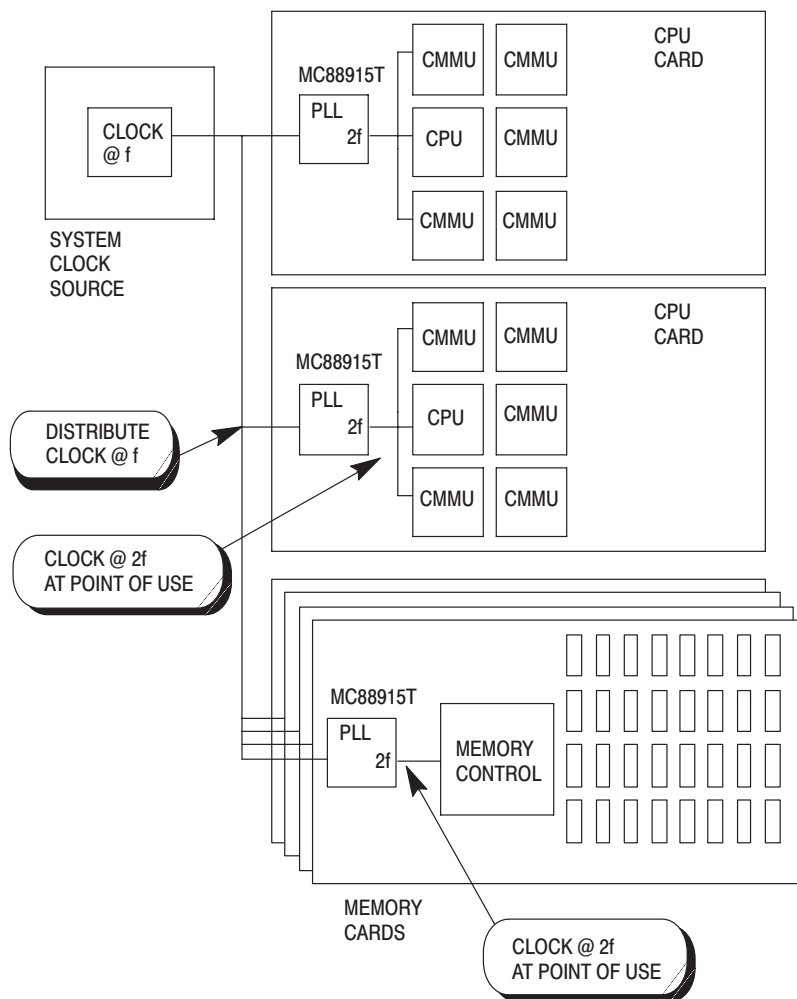 CLOCK
@ f
SYSTEM
CLOCK
SOURCE
MC88915T
PLL
2f
CMMU
CMMU
CPU
CMMU
CMMU
CMMU
CPU
CARD
MC88915T
PLL
2f
CMMU
CMMU
CPU
CMMU
CMMU
CMMU
CPU
CARD
DISTRIBUTE
CLOCK @ f
CLOCK @ 2f
AT POINT OF USE
MC88915T
PLL
2f
MEMORY
CONTROL
MEMORY
CARDS
CLOCK @ 2f
AT POINT OF USE